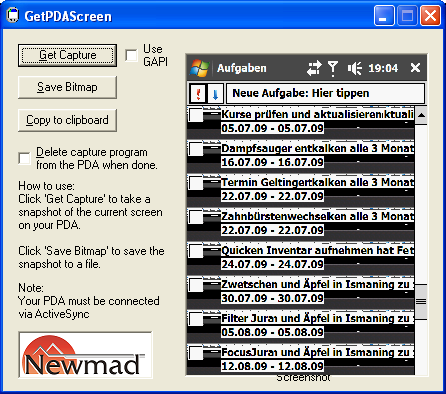 GetPDAScreen
Get Capture
Use
GAPI
Save Bitmap
Copy to clipboard
Delete capture program
from the PDA when done.
How to use:
Click 'Get Capture' to take a
snapshot of the current screen
on your PDA.
Click 'Save Bitmap' to save the
snapshot to a file.
Note:
Your PDA must be connected
via ActiveSync
Newmad
Aufgaben 19:04
Neue Aufgabe: Hier tippen
Kurse prüfen und aktualisieren
05.07.09 - 05.07.09
Dampfsauger entkalken alle 3 Monat
16.07.09 - 16.07.09
Termin Geltingerkalken alle 3 Monat
22.07.09 - 22.07.09
Zahnbürstenwechselken alle 3 Monat
22.07.09 - 22.07.09
Quicken Inventar aufnehmen hat Fet
24.07.09 - 24.07.09
Zwetschen und Äpfel in Ismaning zu
30.07.09 - 30.07.09
Filter Jura und Äpfel in Ismaning zu
05.08.09 - 05.08.09
FocusJura und Äpfel in Ismaning zu
12.08.09 - 12.08.09
Screenshot